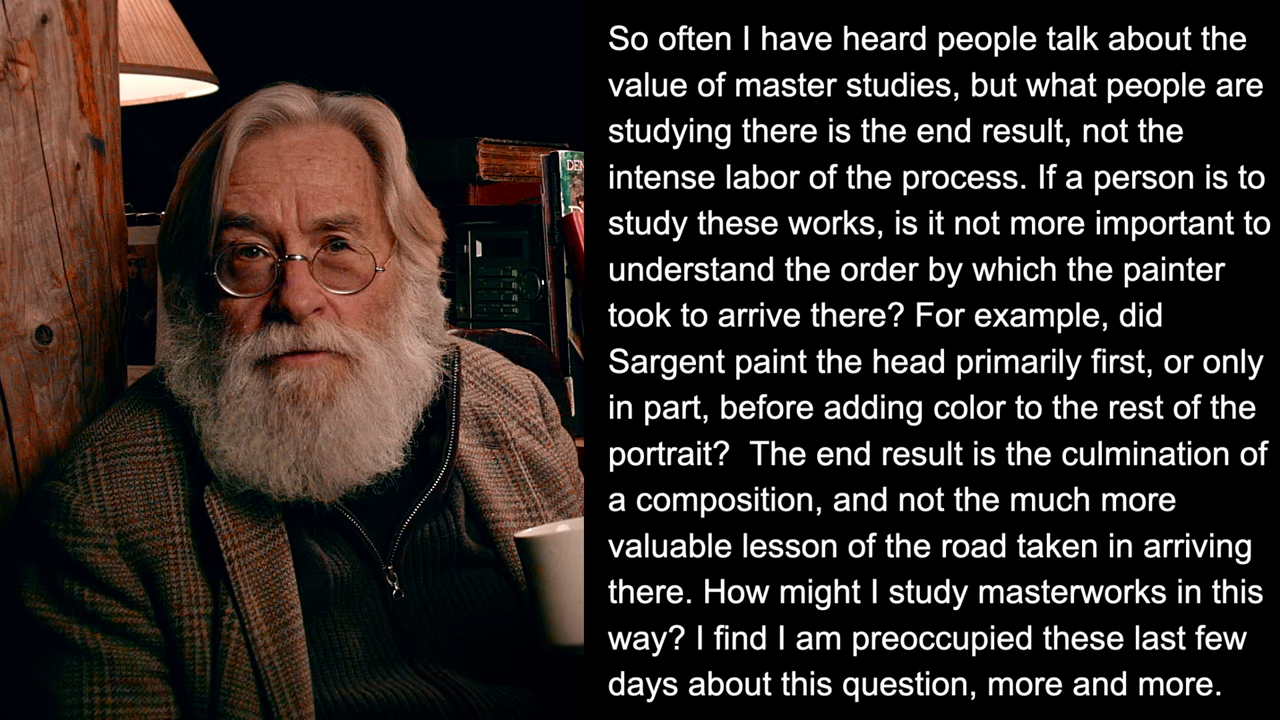 So often I have heard people talk about the
value of master studies, but what people are
studying there is the end result, not the
intense labor of the process. If a person is to
study these works, is it not more important to
understand the order by which the painter
took to arrive there? For example, did
Sargent paint the head primarily first, or only
in part, before adding color to the rest of the
portrait?  The end result is the culmination of
a composition, and not the much more
valuable lesson of the road taken in arriving
there. How might I study masterworks in this
way? I find I am preoccupied these last few
days about this question, more and more.